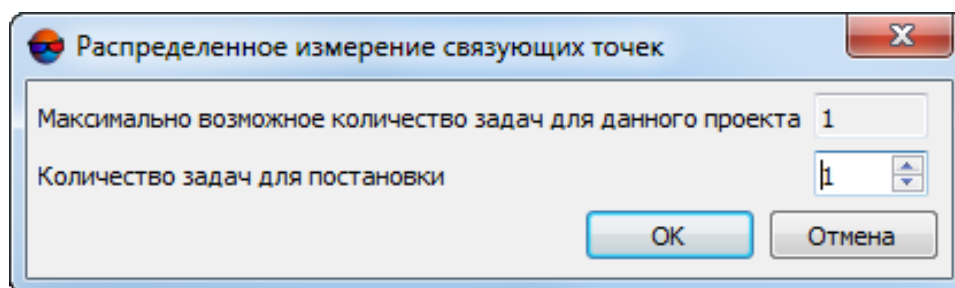 Распределенное измерение связующих точек
Максимально возможное количество задач для данного проекта 1
Количество задач для постановки 1
OK Отмена